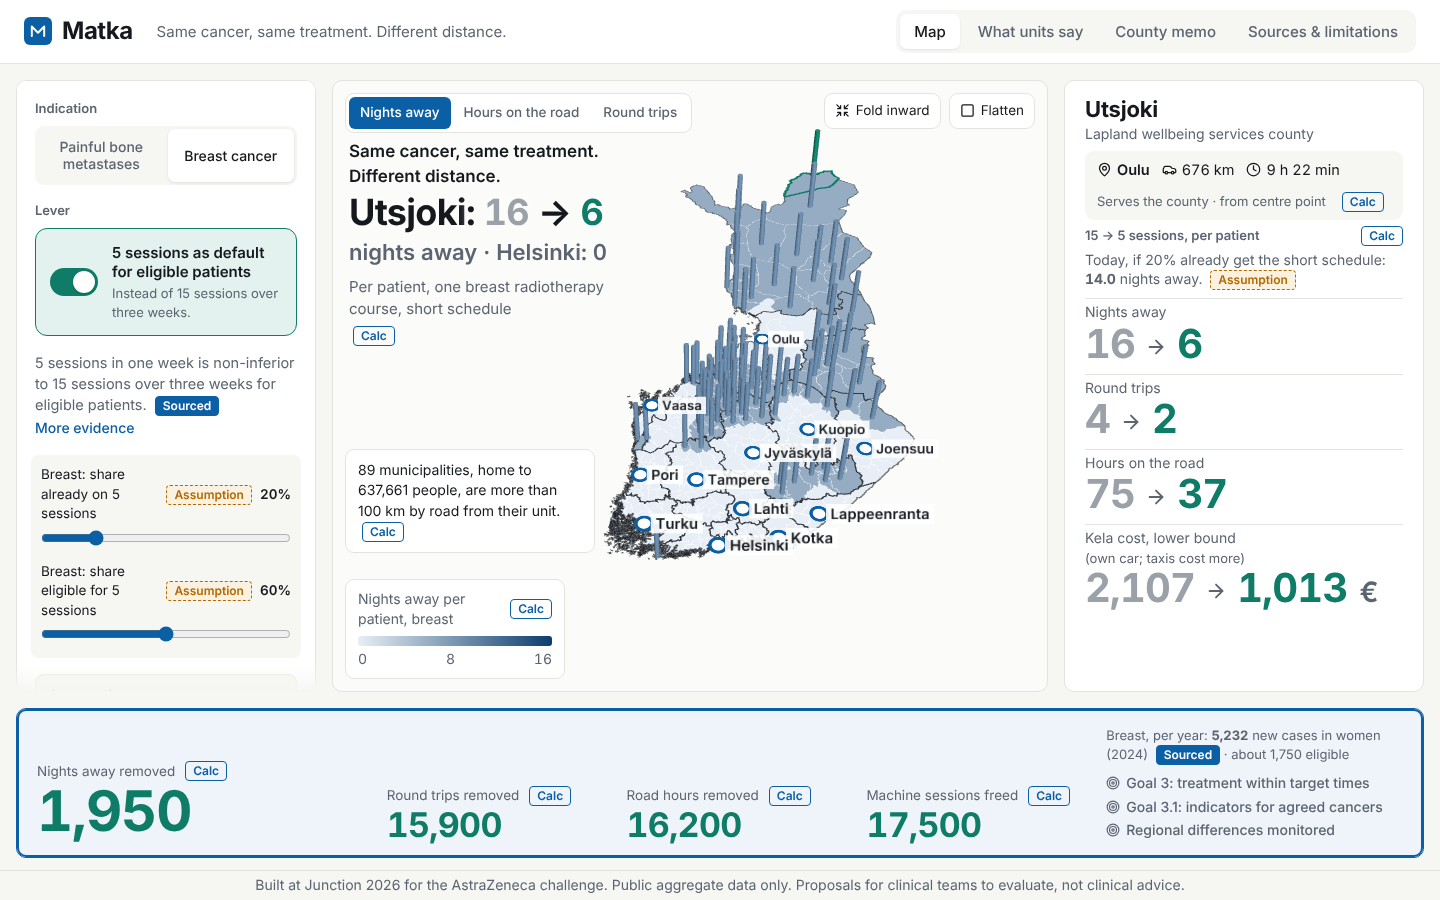 Matka
Same cancer, same treatment. Different distance.
Map
What units say
County memo
Sources & limitations
Indication
Painful bone
metastases
Breast cancer
Lever
5 sessions as default
for eligible patients
Instead of 15 sessions over
three weeks.
5 sessions in one week is non-inferior
to 15 sessions over three weeks for
eligible patients. Sourced
More evidence
Breast: share
already on 5
sessions
Assumption 20%
Breast: share
eligible for 5
sessions
Assumption 60%
Nights away
Hours on the road
Round trips
Fold inward
Flatten
Same cancer, same treatment.
Different distance.
Utsjoki: 16 → 6
nights away · Helsinki: 0
Per patient, one breast radiotherapy
course, short schedule
Calc
89 municipalities, home to
637,661 people, are more than
100 km by road from their unit.
Calc
Nights away per
patient, breast
Calc
0 8 16
Oulu
Vaasa
Kuopio
Joensuu
Jyväskylä
Pori
Tampere
Lahti
Lappeenranta
Turku
Kotka
Helsinki
Utsjoki
Lapland wellbeing services county
Oulu 676 km 9 h 22 min
Serves the county · from centre point Calc
15 → 5 sessions, per patient Calc
Today, if 20% already get the short schedule:
14.0 nights away. Assumption
Nights away
16 → 6
Round trips
4 → 2
Hours on the road
75 → 37
Kela cost, lower bound
(own car; taxis cost more)
2,107 → 1,013 €
Nights away removed Calc
1,950
Round trips removed Calc
15,900
Road hours removed Calc
16,200
Machine sessions freed Calc
17,500
Breast, per year: 5,232 new cases in women
(2024) Sourced · about 1,750 eligible
Goal 3: treatment within target times
Goal 3.1: indicators for agreed cancers
Regional differences monitored
Built at Junction 2026 for the AstraZeneca challenge. Public aggregate data only. Proposals for clinical teams to evaluate, not clinical advice.